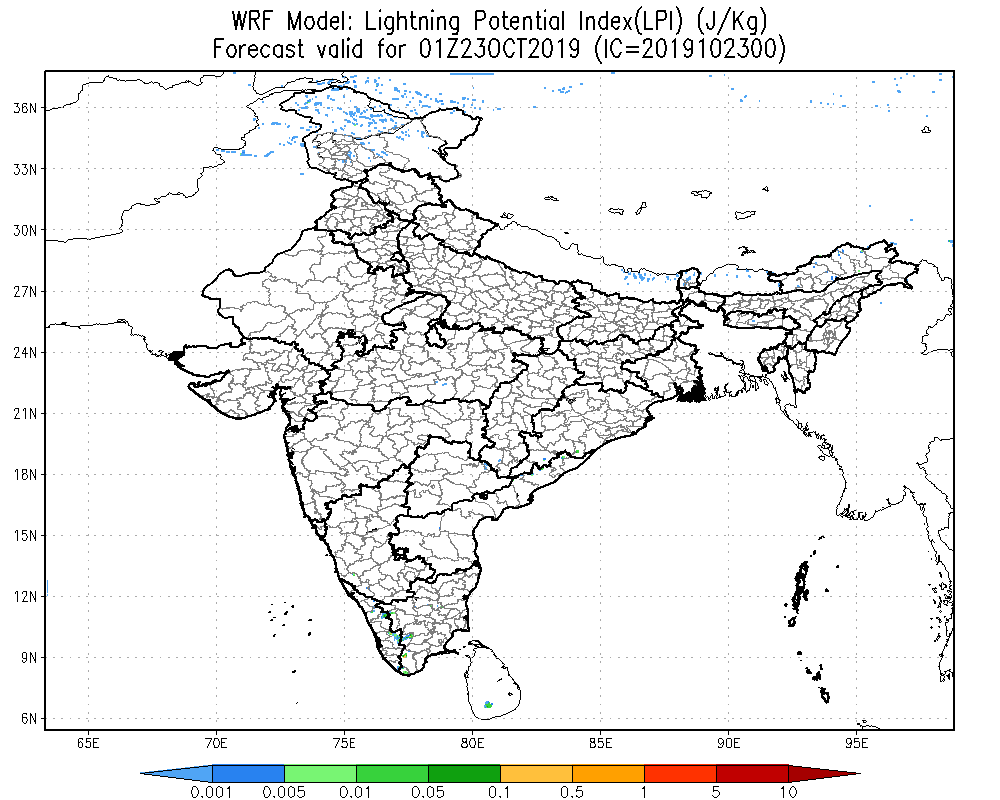 WRF Model: Lightning Potential Index(LPI) (J/Kg)
Forecast valid for 01Z23OCT2019 (IC=2019102300)
36N
33N
30N
27N
24N
21N
18N
15N
12N
9N
6N
65E 70E 75E 80E 85E 90E 95E
0.001 0.005 0.01 0.05 0.1 0.5 1 5 10